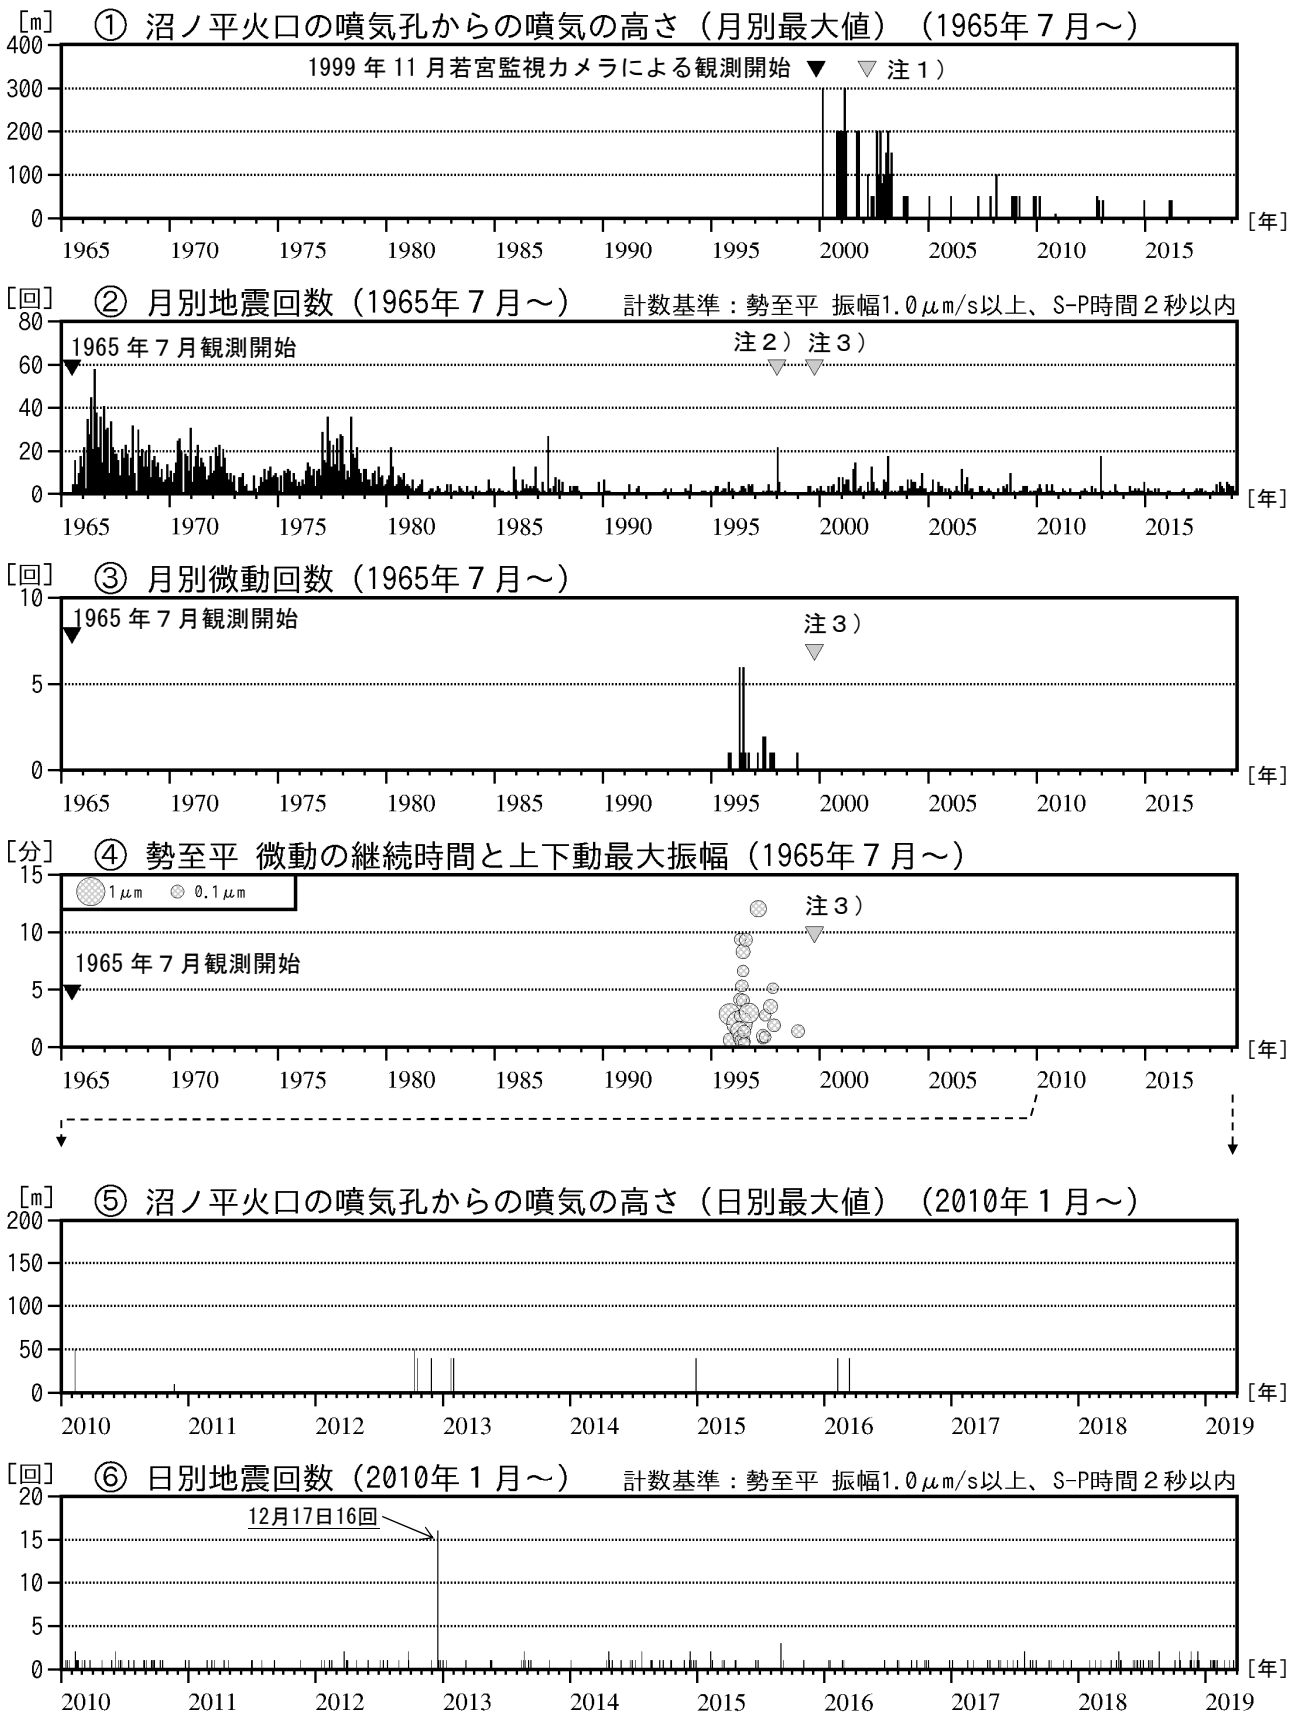 [m] ① 沼ノ平火口の噴気孔からの噴気の高さ（月別最大値）（1965年７月～）
400
1999 年 11 月若宮監視カメラによる観測開始 注１）
300
200
100
0
[年]
1965 1970 1975 1980 1985 1990 1995 2000 2005 2010 2015
[回] ② 月別地震回数（1965年７月～） 計数基準：勢至平 振幅1.0μm/s以上、S-P時間２秒以内
80
1965 年７月観測開始 注２） 注３）
60
40
20
0
[年]
1965 1970 1975 1980 1985 1990 1995 2000 2005 2010 2015
[回] ③ 月別微動回数（1965年７月～）
10
1965 年７月観測開始 注３）
5
0
[年]
1965 1970 1975 1980 1985 1990 1995 2000 2005 2010 2015
[分] ④ 勢至平 微動の継続時間と上下動最大振幅（1965年７月～）
15
1μm 0.1μm
注３）
10
1965 年７月観測開始
5
0
[年]
1965 1970 1975 1980 1985 1990 1995 2000 2005 2010 2015
[m] ⑤ 沼ノ平火口の噴気孔からの噴気の高さ（日別最大値）（2010年１月～）
200
150
100
50
0
[年]
2010 2011 2012 2013 2014 2015 2016 2017 2018 2019
[回] ⑥ 日別地震回数（2010年１月～） 計数基準：勢至平 振幅1.0μm/s以上、S-P時間２秒以内
20
12月17日16回
15
10
5
0
[年]
2010 2011 2012 2013 2014 2015 2016 2017 2018 2019